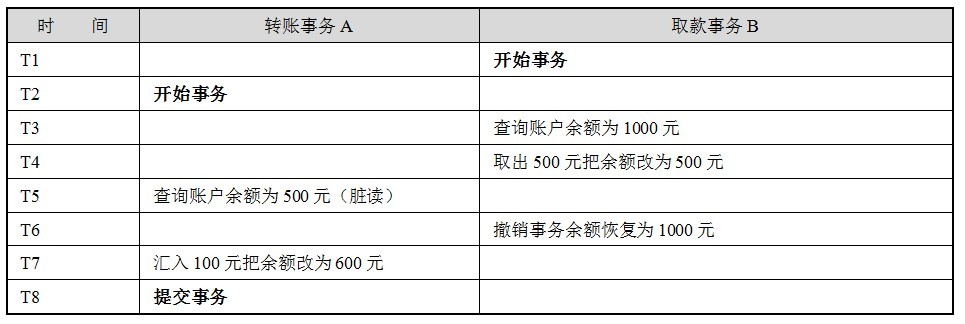 时 间 转账事务 A 取款事务 B
T1 开始事务
T2 开始事务
T3 查询账户余额为 1000 元
T4 取出 500 元把余额改为 500 元
T5 查询账户余额为 500 元（脏读）
T6 撤销事务余额恢复为 1000 元
T7 汇入 100 元把余额改为 600 元
T8 提交事务